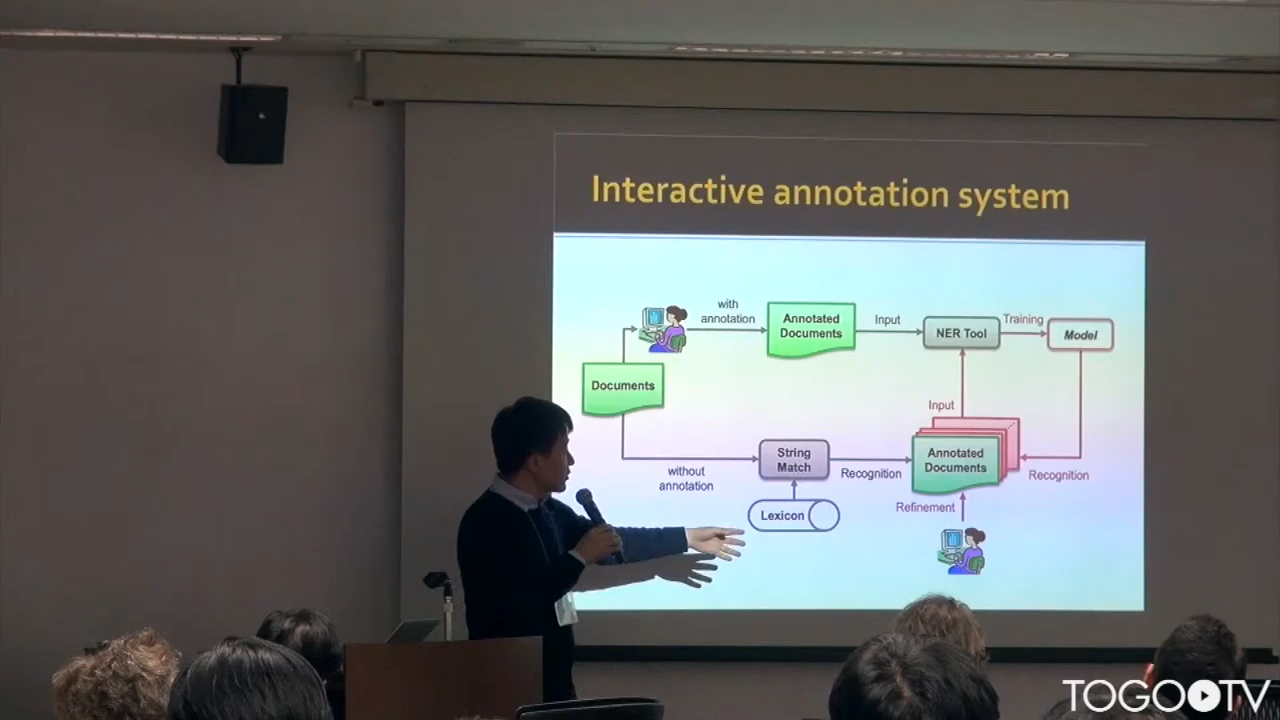 Interactive annotation system
with
annotation
Annotated
Documents
Input
NER Tool
Training
Model
Documents
Input
without
annotation
String
Match
Recognition
Annotated
Documents
Recognition
Lexicon
Refinement
TOGOTV